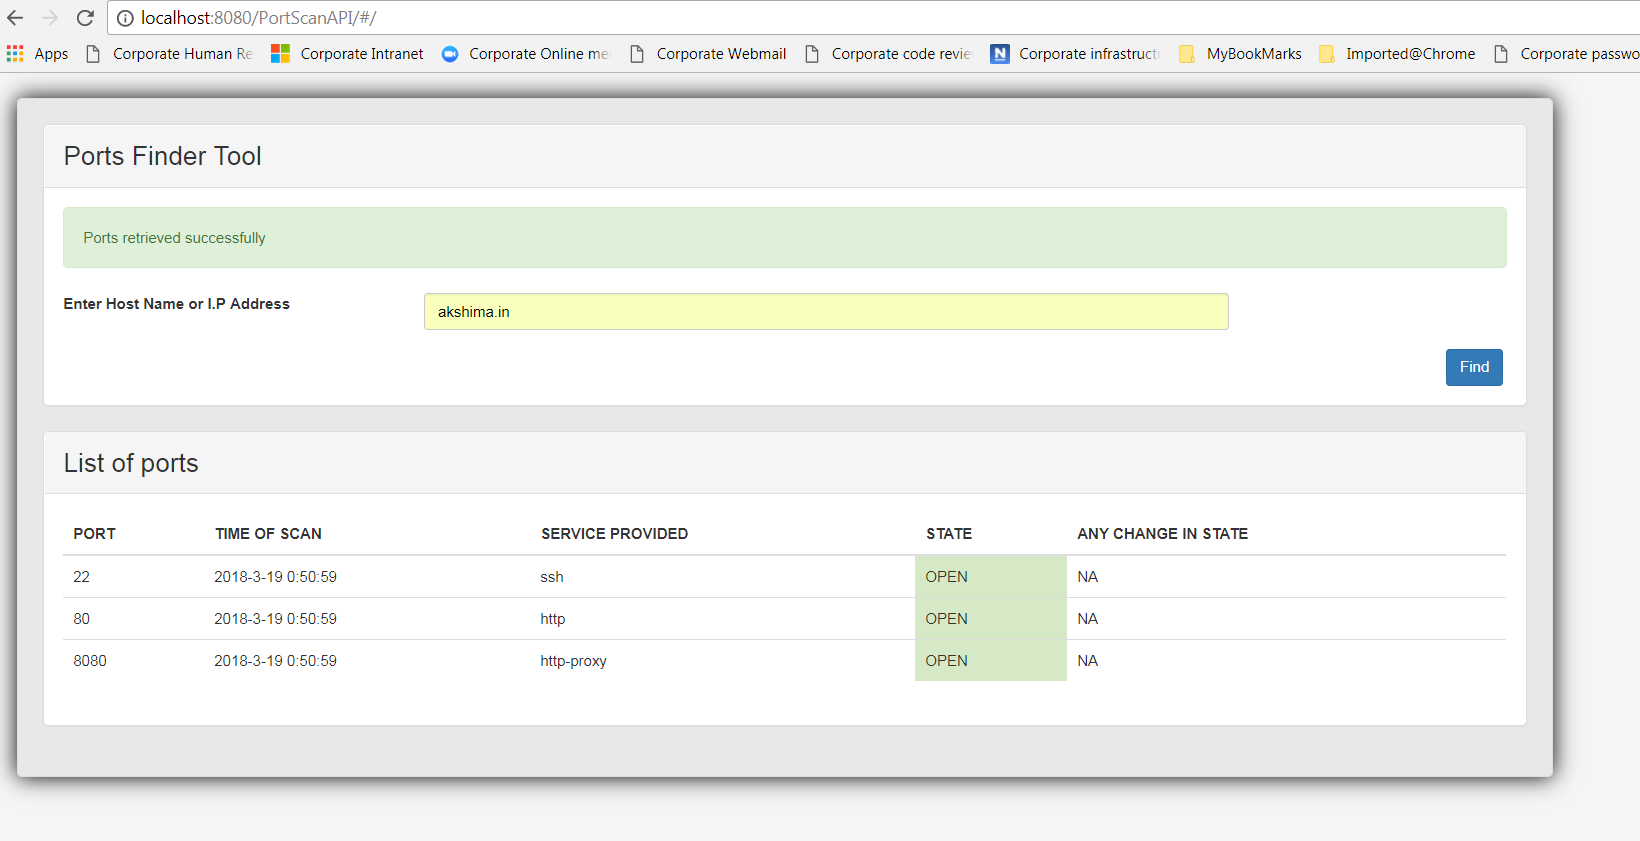 localhost:8080/PortScanAPI/#/
Apps Corporate Human Re Corporate Intranet Corporate Online me Corporate Webmail Corporate code revie Corporate infrastructu MyBookMarks Imported@Chrome Corporate passwo
Ports Finder Tool
Ports retrieved successfully
Enter Host Name or I.P Address akshima.in
Find
List of ports
PORT TIME OF SCAN SERVICE PROVIDED STATE ANY CHANGE IN STATE
22 2018-3-19 0:50:59 ssh OPEN NA
80 2018-3-19 0:50:59 http OPEN NA
8080 2018-3-19 0:50:59 http-proxy OPEN NA